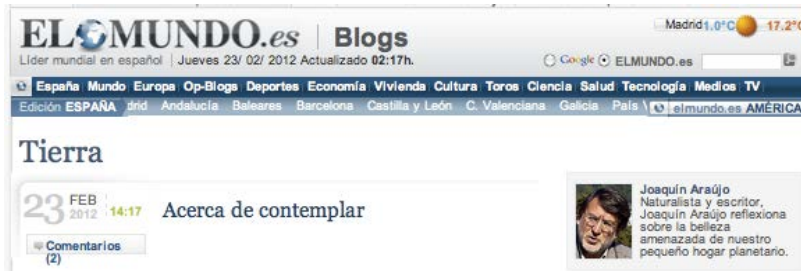 ELMUNDO.es Blogs
Líder mundial en español Jueves 23/ 02/ 2012 Actualizado 02:17h.
Madrid 1.0ºC 17.2º
Google ELMUNDO.es
España Mundo Europa Op-Blogs Deportes Economía Vivienda Cultura Toros Ciencia Salud Tecnología Medios TV
Edición ESPAÑA drid Andalucía Baleares Barcelona Castilla y León C. Valenciana Galicia País elmundo.es AMÉRICA
Tierra
23 FEB 2012 14:17 Acerca de contemplar
Comentarios
(2)
Joaquín Araújo
Naturalista y escritor,
Joaquín Araújo reflexiona
sobre la belleza
amenazada de nuestro
pequeño hogar planetario.